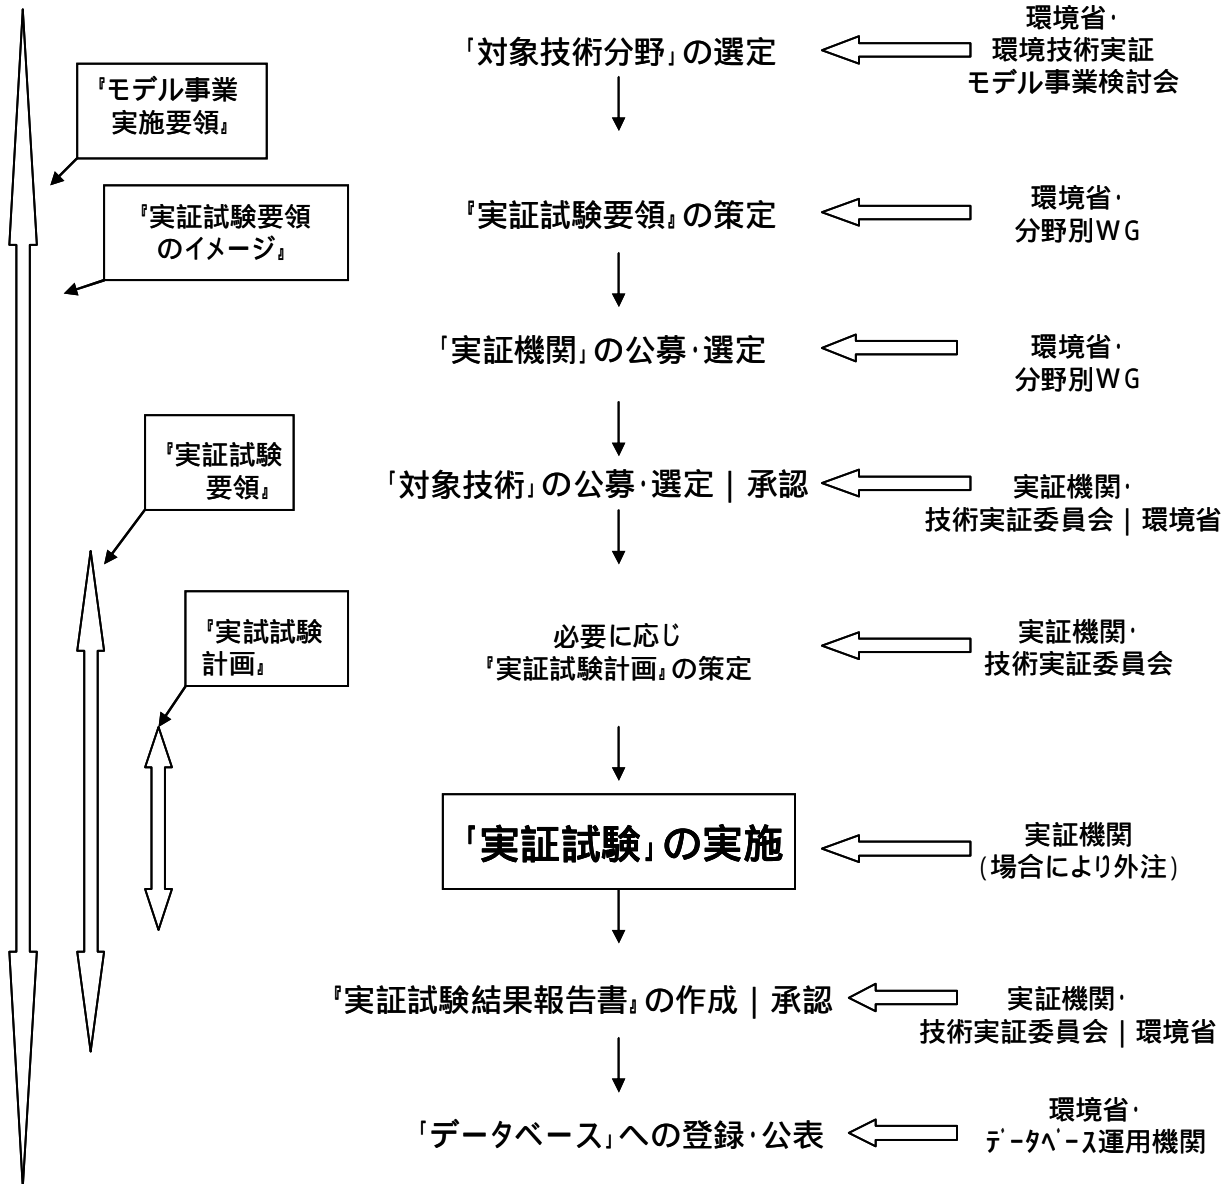 「対象技術分野」の選定
環境省・
環境技術実証
モデル事業検討会
『モデル事業
実施要領』
『実証試験要領
のイメージ』
『実証試験要領』の策定
環境省・
分野別WG
「実証機関」の公募・選定
環境省・
分野別WG
『実証試験
要領』
「対象技術」の公募・選定|承認
実証機関・
技術実証委員会|環境省
『実試試験
計画』
必要に応じ
『実証試験計画』の策定
実証機関・
技術実証委員会
「実証試験」の実施
実証機関
(場合により外注)
『実証試験結果報告書』の作成|承認
実証機関・
技術実証委員会|環境省
「データベース」への登録・公表
環境省・
データベース運用機関